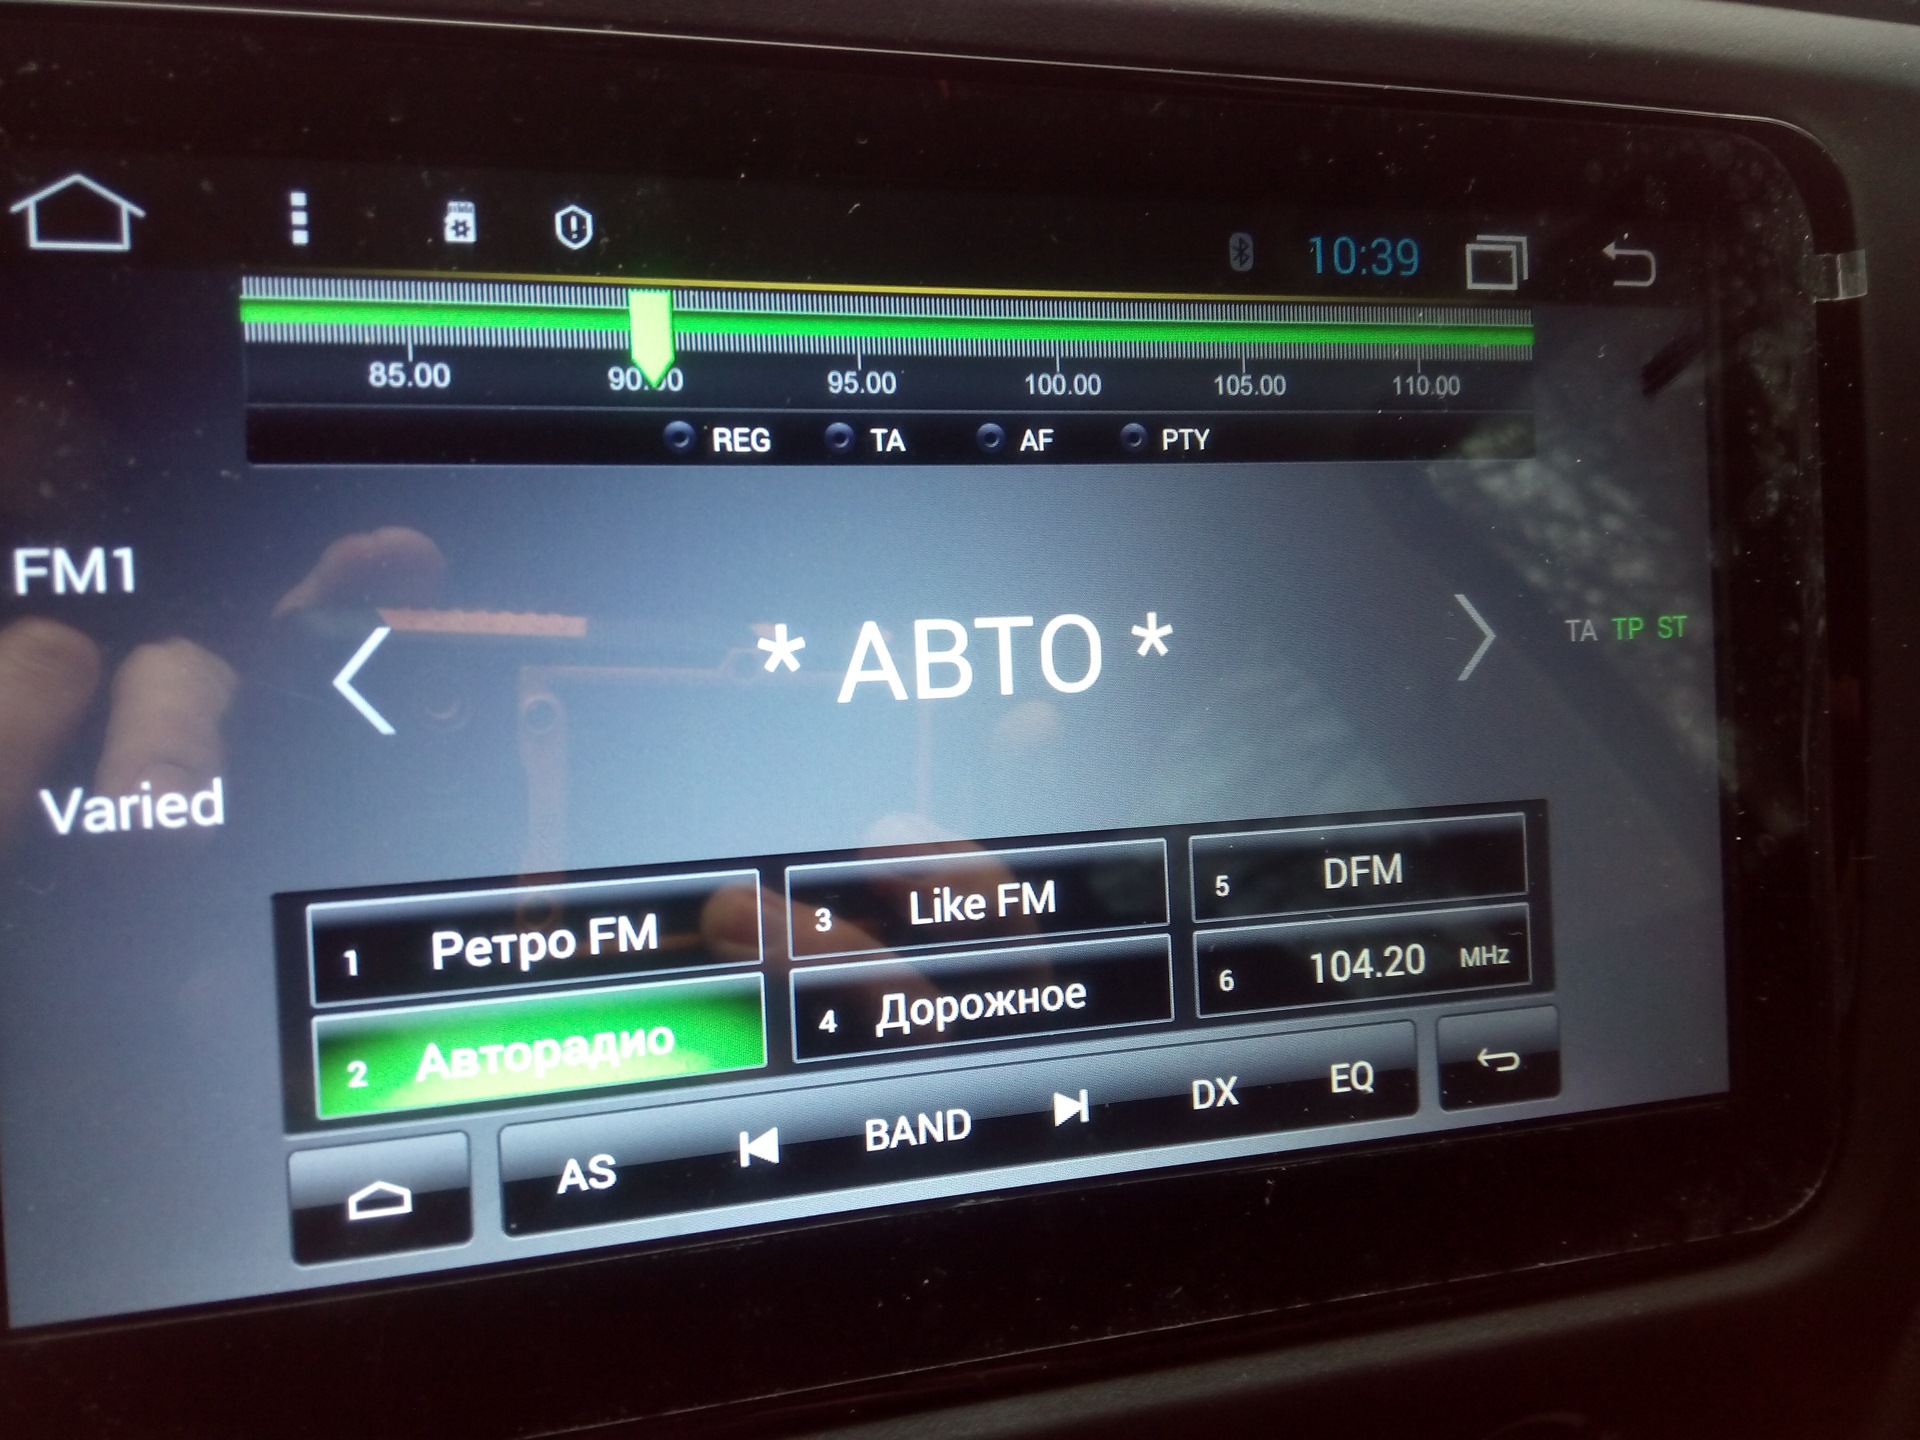 10:39
85.00 90.00 95.00 100.00 105.00 110.00
REG TA AF PTY
FM1
* АВТО *
TA TP ST
Varied
1 Ретро FM
3 Like FM
5 DFM
2 Авторадио
4 Дорожное
6 104.20 MHz
AS BAND DX EQ